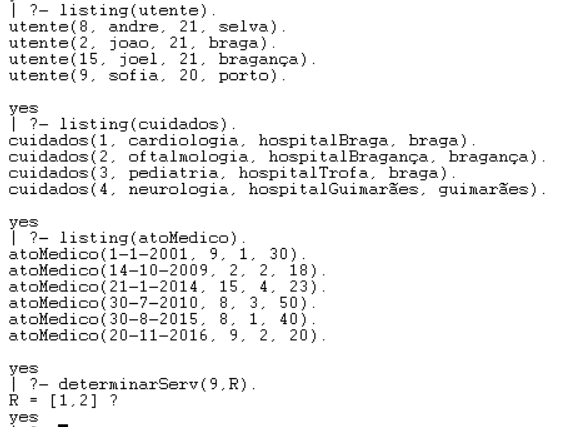 | ?- listing(utente).
utente(8, andre, 21, selva).
utente(2, joao, 21, braga).
utente(15, joel, 21, bragança).
utente(9, sofia, 20, porto).
yes
| ?- listing(cuidados).
cuidados(1, cardiologia, hospitalBraga, braga).
cuidados(2, oftalmologia, hospitalBragança, bragança).
cuidados(3, pediatria, hospitalTrofa, braga).
cuidados(4, neurologia, hospitalGuimarães, guimarães).
yes
| ?- listing(atoMedico).
atoMedico(1-1-2001, 9, 1, 30).
atoMedico(14-10-2009, 2, 2, 18).
atoMedico(21-1-2014, 15, 4, 23).
atoMedico(30-7-2010, 8, 3, 50).
atoMedico(30-8-2015, 8, 1, 40).
atoMedico(20-11-2016, 9, 2, 20).
yes
| ?- determinarServ(9,R).
R = [1,2] ?
yes